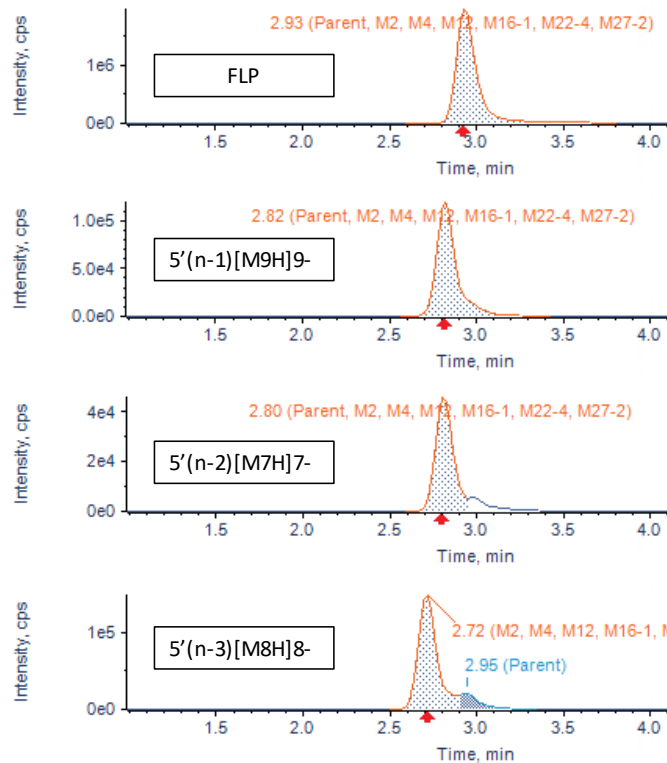 Intensity, cps
2.93 (Parent, M2, M4, M12, M16-1, M22-4, M27-2)
1e6
0e0
FLP
1.5 2.0 2.5 3.0 3.5 4.0
Time, min
Intensity, cps
2.82 (Parent, M2, M4, M12, M16-1, M22-4, M27-2)
1.0e5
5.0e4
0.0e0
5’(n-1)[M9H]9-
1.5 2.0 2.5 3.0 3.5 4.0
Time, min
Intensity, cps
2.80 (Parent, M2, M4, M12, M16-1, M22-4, M27-2)
4e4
2e4
0e0
5’(n-2)[M7H]7-
1.5 2.0 2.5 3.0 3.5 4.0
Time, min
Intensity, cps
2.72 (M2, M4, M12, M16-1, M
2.95 (Parent)
1e5
0e0
5’(n-3)[M8H]8-
1.5 2.0 2.5 3.0 3.5 4.0
Time, min